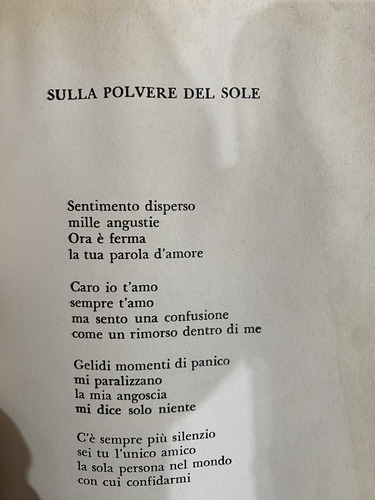 SULLA POLVERE DEL SOLE
Sentimento disperso
mille angustie
Ora è ferma
la tua parola d'amore
Caro io t'amo
sempre t'amo
ma sento una confusione
come un rimorso dentro di me
Gelidi momenti di panico
mi paralizzano
la mia angoscia
mi dice solo niente
C'è sempre più silenzio
sei tu l'unico amico
la sola persona nel mondo
con cui confidarmi